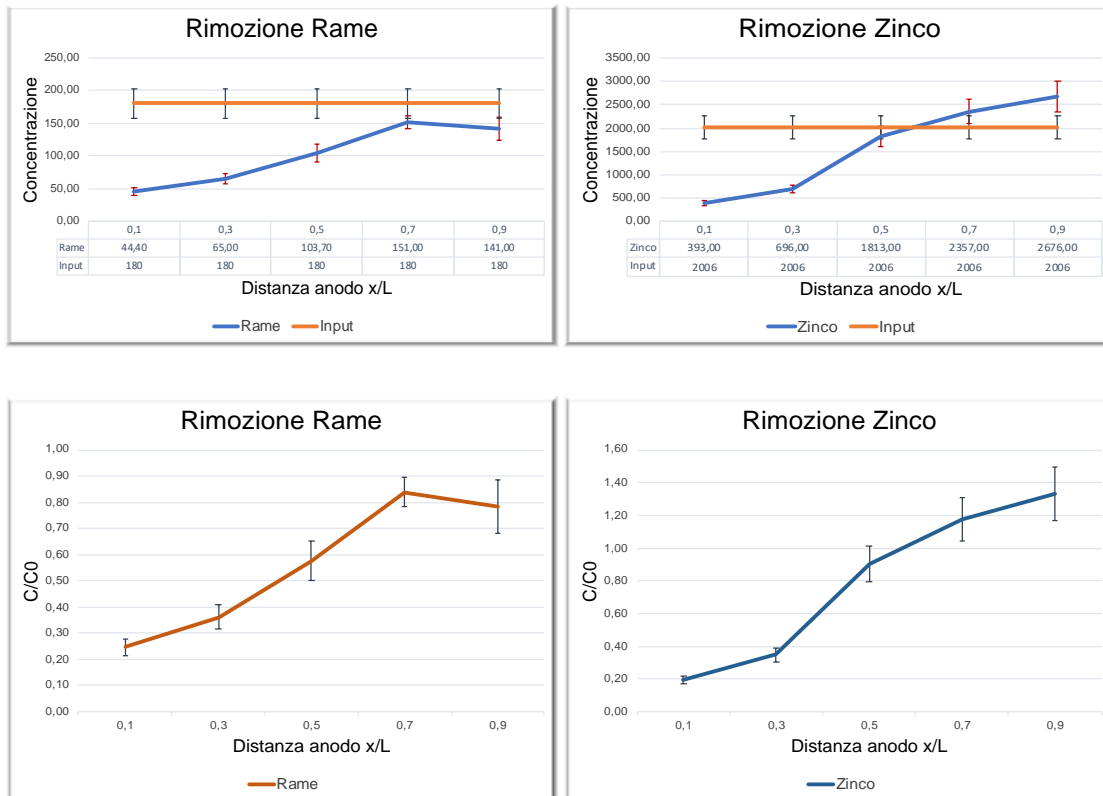 Rimozione Rame
250,00
200,00
150,00
100,00
50,00
0,00
Concentrazione
0,1 0,3 0,5 0,7 0,9
Rame 44,40 65,00 103,70 151,00 141,00
Input 180 180 180 180 180
Distanza anodo x/L
Rame Input
Rimozione Zinco
3500,00
3000,00
2500,00
2000,00
1500,00
1000,00
500,00
0,00
Concentrazione
0,1 0,3 0,5 0,7 0,9
Zinco 393,00 696,00 1813,00 2357,00 2676,00
Input 2006 2006 2006 2006 2006
Distanza anodo x/L
Zinco Input
Rimozione Rame
1,00
0,90
0,80
0,70
0,60
0,50
0,40
0,30
0,20
0,10
0,00
C/C0
0,1 0,3 0,5 0,7 0,9
Distanza anodo x/L
Rame
Rimozione Zinco
1,60
1,40
1,20
1,00
0,80
0,60
0,40
0,20
0,00
C/C0
0,1 0,3 0,5 0,7 0,9
Distanza anodo x/L
Zinco